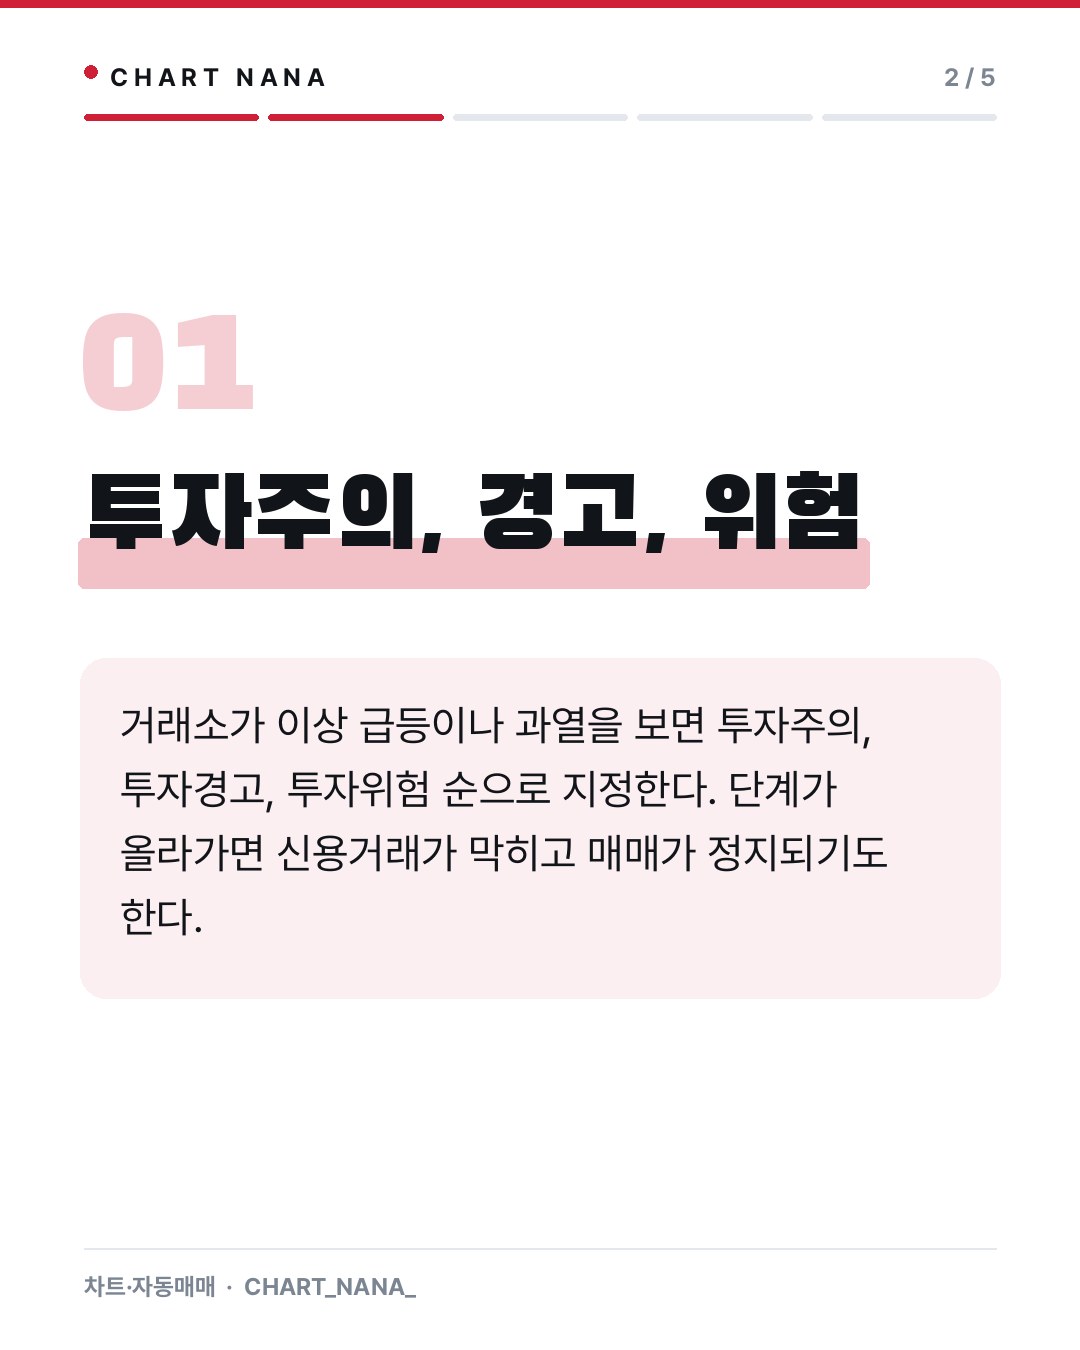 CHART NANA
2 / 5
01
투자주의, 경고, 위험
거래소가 이상 급등이나 과열을 보면 투자주의,
투자경고, 투자위험 순으로 지정한다. 단계가
올라가면 신용거래가 막히고 매매가 정지되기도
한다.
차트·자동매매 · CHART_NANA_